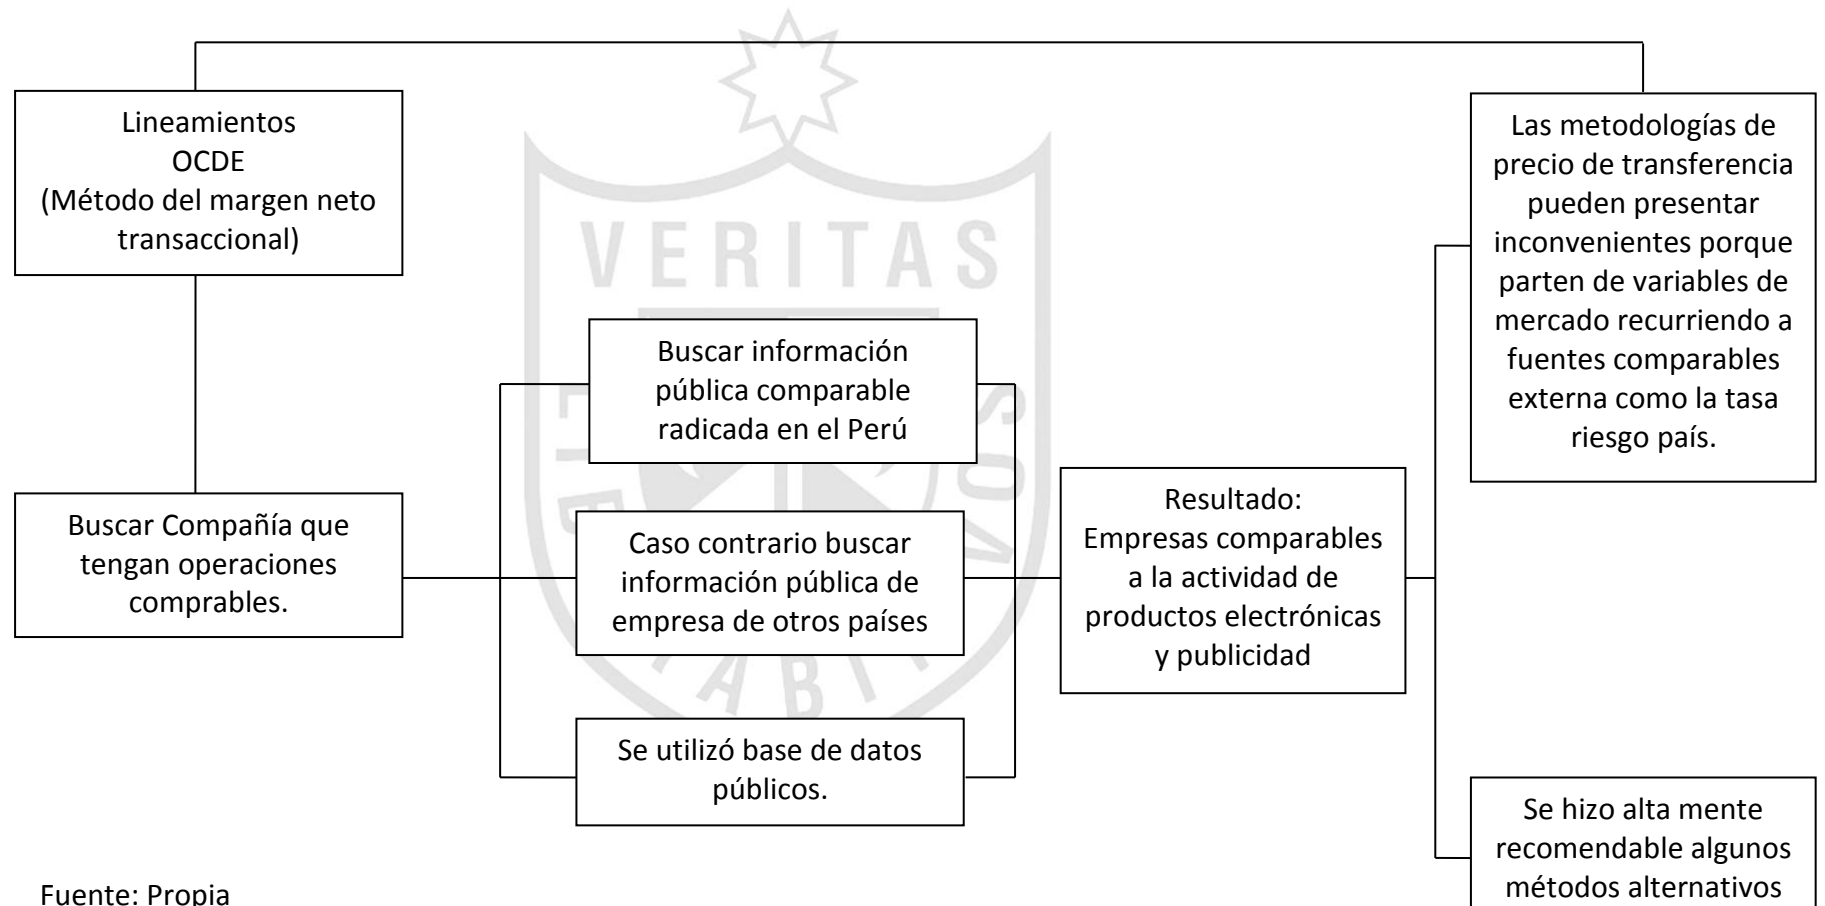 Lineamientos
OCDE
(Método del margen neto
transaccional)
Buscar Compañía que
tengan operaciones
comprables.
VERITAS
Buscar información
pública comparable
radicada en el Perú
Caso contrario buscar
información pública de
empresa de otros países
Se utilizó base de datos
públicos.
Resultado:
Empresas comparables
a la actividad de
productos electrónicas
y publicidad
Las metodologías de
precio de transferencia
pueden presentar
inconvenientes porque
parten de variables de
mercado recurriendo a
fuentes comparables
externa como la tasa
riesgo país.
Se hizo alta mente
recomendable algunos
métodos alternativos
Fuente: Propia